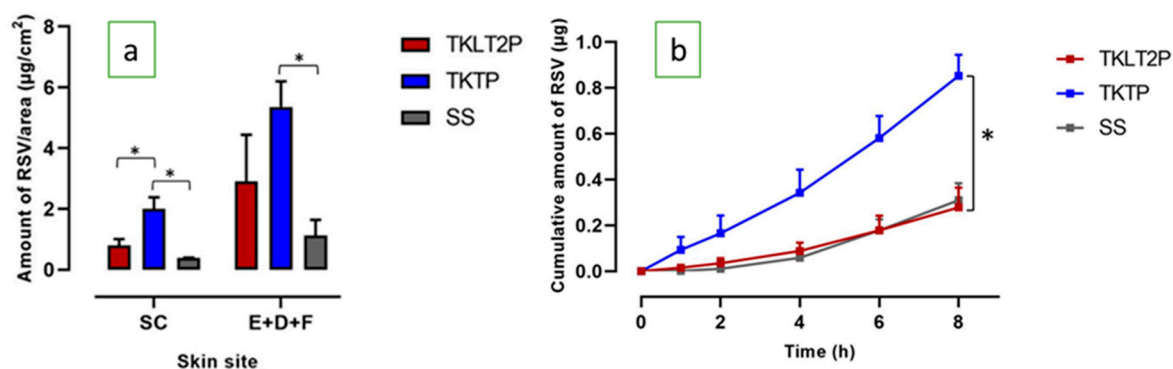 a
Amount of RSV/area (µg/cm²)
8
6
4
2
0
*
*
*
SC
E+D+F
Skin site
TKLT2P
TKTP
SS
b
Cumulative amount of RSV (µg)
1.0
0.8
0.6
0.4
0.2
0.0
0
2
4
6
8
Time (h)
*
TKLT2P
TKTP
SS